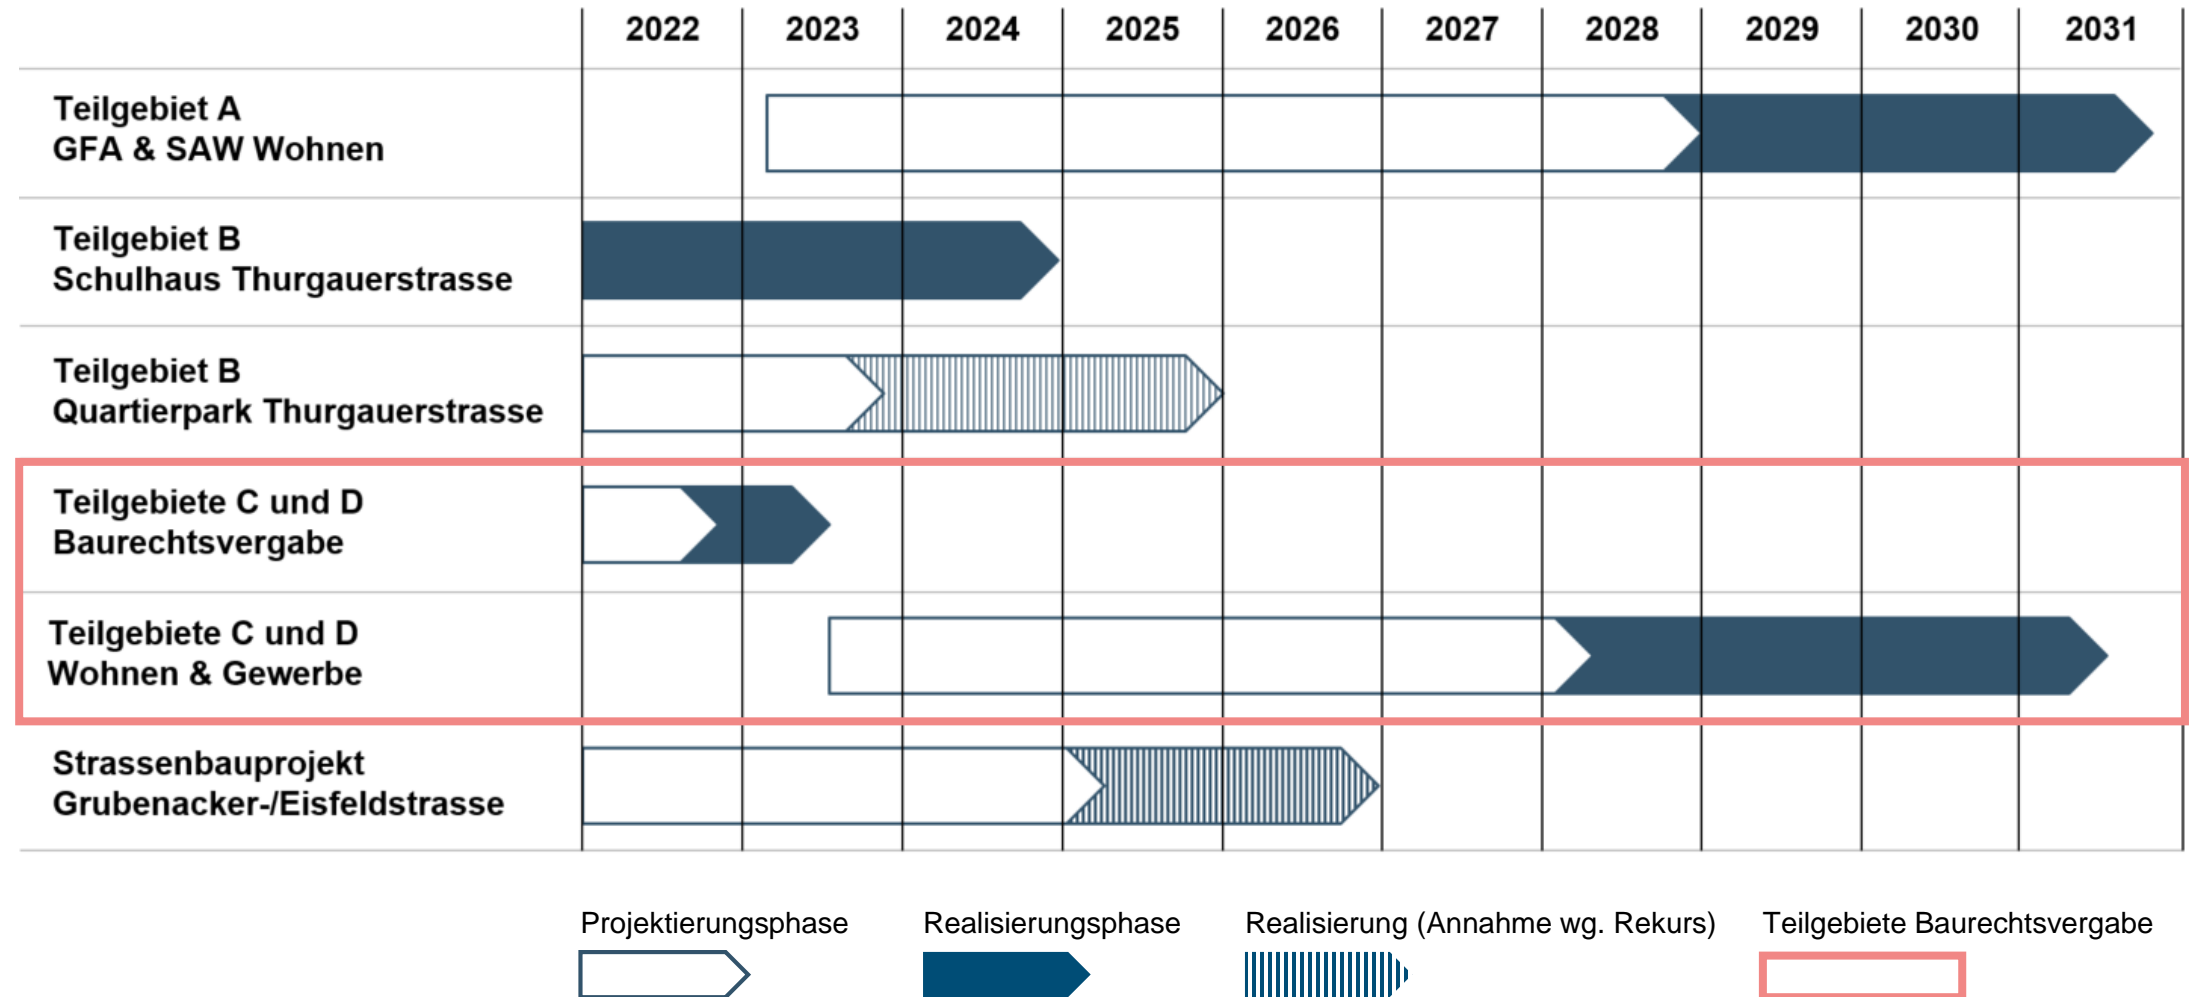 2022 2023 2024 2025 2026 2027 2028 2029 2030 2031
Teilgebiet A
GFA & SAW Wohnen
Teilgebiet B
Schulhaus Thurgauerstrasse
Teilgebiet B
Quartierpark Thurgauerstrasse
Teilgebiete C und D
Baurechtsvergabe
Teilgebiete C und D
Wohnen & Gewerbe
Strassenbauprojekt
Grubenacker-/Eisfeldstrasse
Projektierungsphase Realisierungsphase Realisierung (Annahme wg. Rekurs) Teilgebiete Baurechtsvergabe